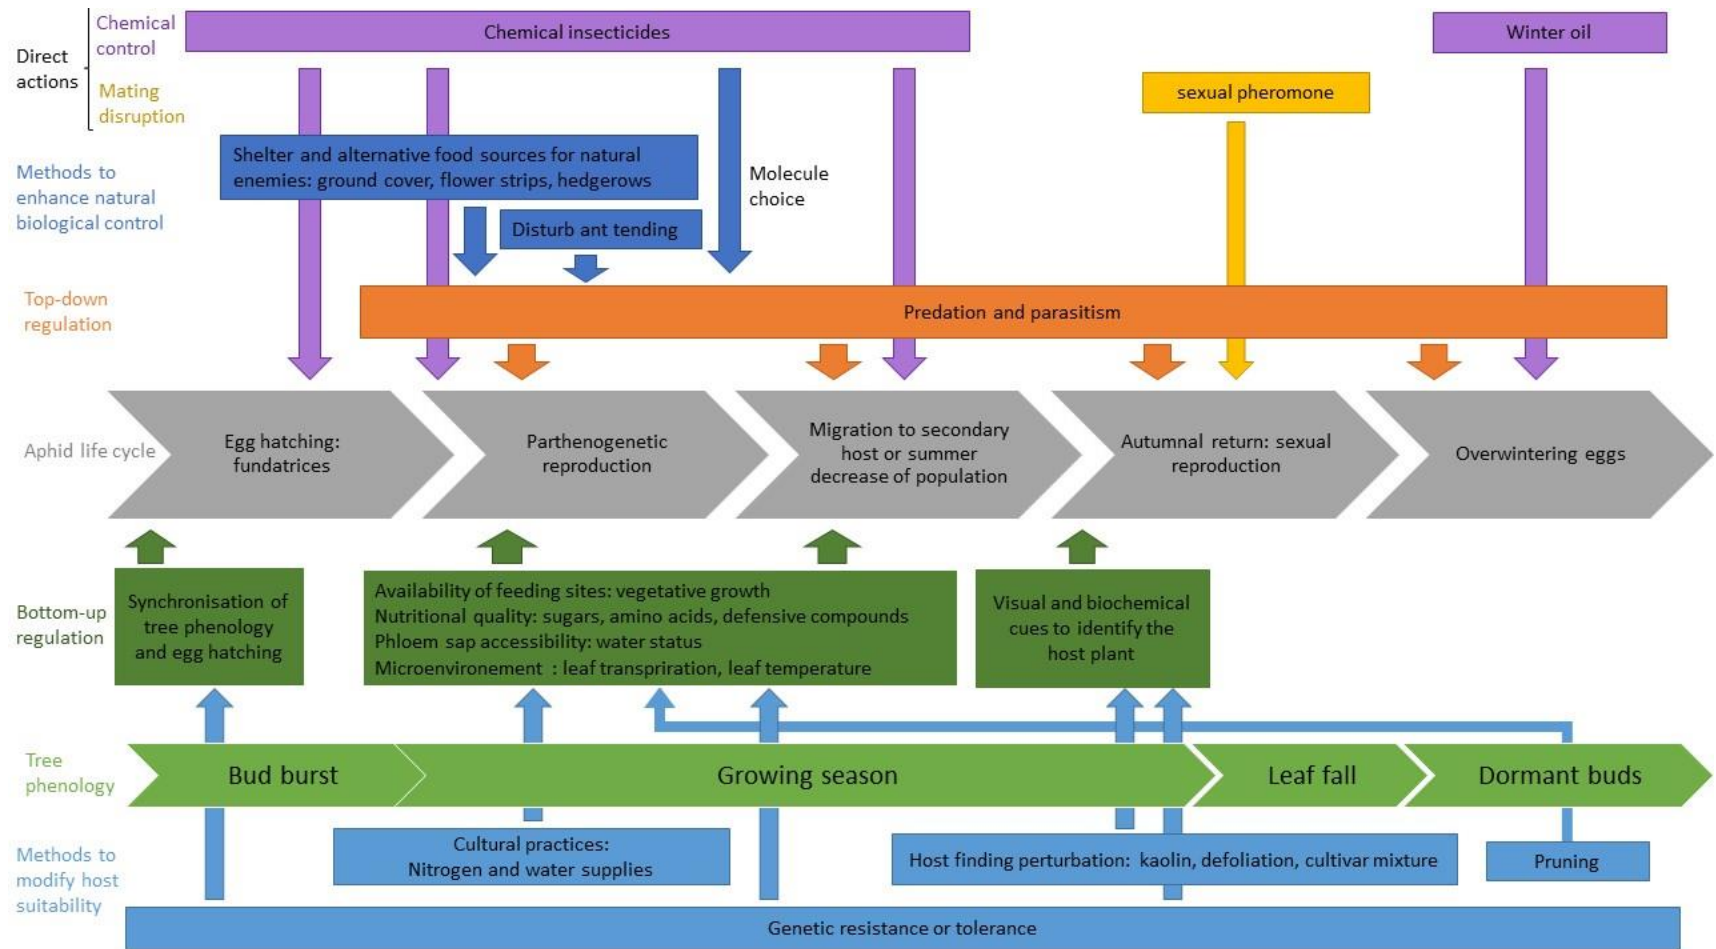 Chemical
control
Chemical insecticides
Winter oil
Direct
actions
Mating
disruption
sexual pheromone
Methods to
enhance natural
biological control
Shelter and alternative food sources for natural
enemies: ground cover, flower strips, hedgerows
Molecule
choice
Disturb ant tending
Top-down
regulation
Predation and parasitism
Aphid life cycle
Egg hatching:
fundatrices
Parthenogenetic
reproduction
Migration to secondary
host or summer
decrease of population
Autumnal return: sexual
reproduction
Overwintering eggs
Bottom-up
regulation
Synchronisation of
tree phenology
and egg hatching
Availability of feeding sites: vegetative growth
Nutritional quality: sugars, amino acids, defensive compounds
Phloem sap accessibility: water status
Microenvironement : leaf transpriration, leaf temperature
Visual and biochemical
cues to identify the
host plant
Tree
phenology
Bud burst
Growing season
Leaf fall
Dormant buds
Methods to
modify host
suitability
Cultural practices:
Nitrogen and water supplies
Host finding perturbation: kaolin, defoliation, cultivar mixture
Pruning
Genetic resistance or tolerance